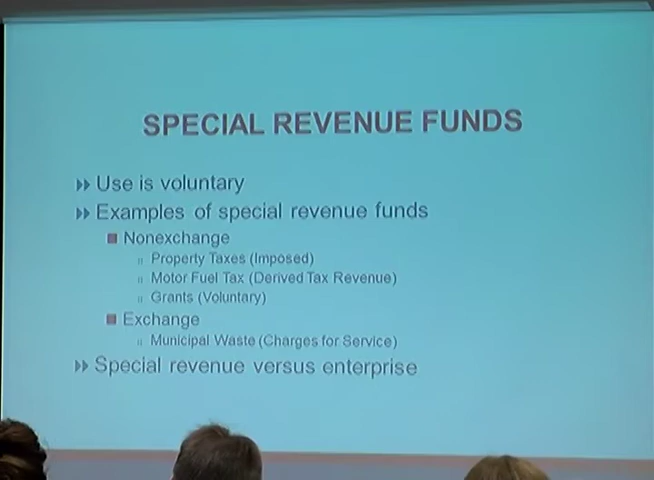 SPECIAL REVENUE FUNDS
Use is voluntary
Examples of special revenue funds
Nonexchange
Property Taxes (Imposed)
Motor Fuel Tax (Derived Tax Revenue)
Grants (Voluntary)
Exchange
Municipal Waste (Charges for Service)
Special revenue versus enterprise